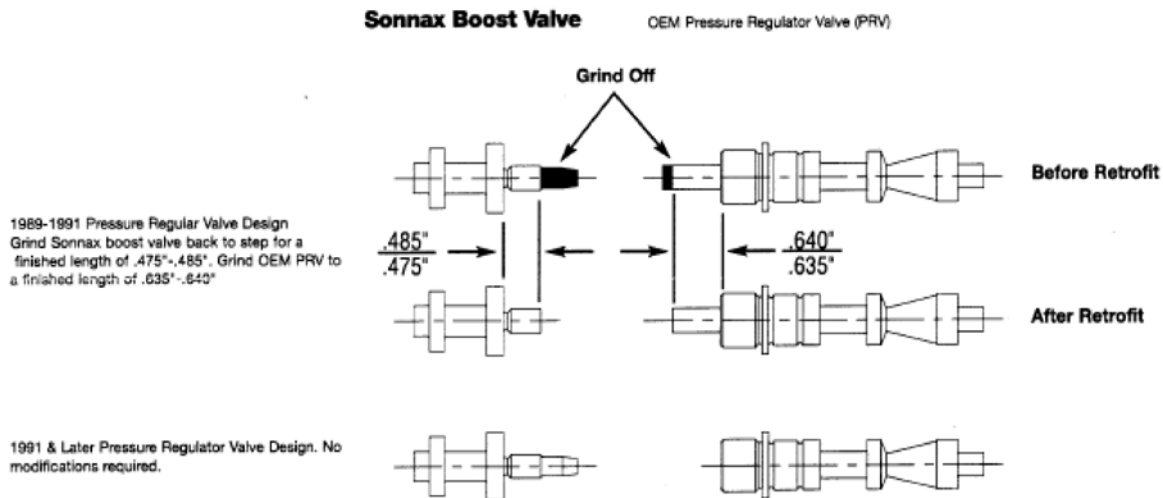 Sonnax Boost Valve
OEM Pressure Regulator Valve (PRV)
Grind Off
Before Retrofit
1989-1991 Pressure Regular Valve Design
Grind Sonnax boost valve back to step for a
finished length of .475"-.485". Grind OEM PRV to
a finished length of .635"-.640"
.485"
.475"
.640"
.635"
After Retrofit
1991 & Later Pressure Regulator Valve Design. No
modifications required.